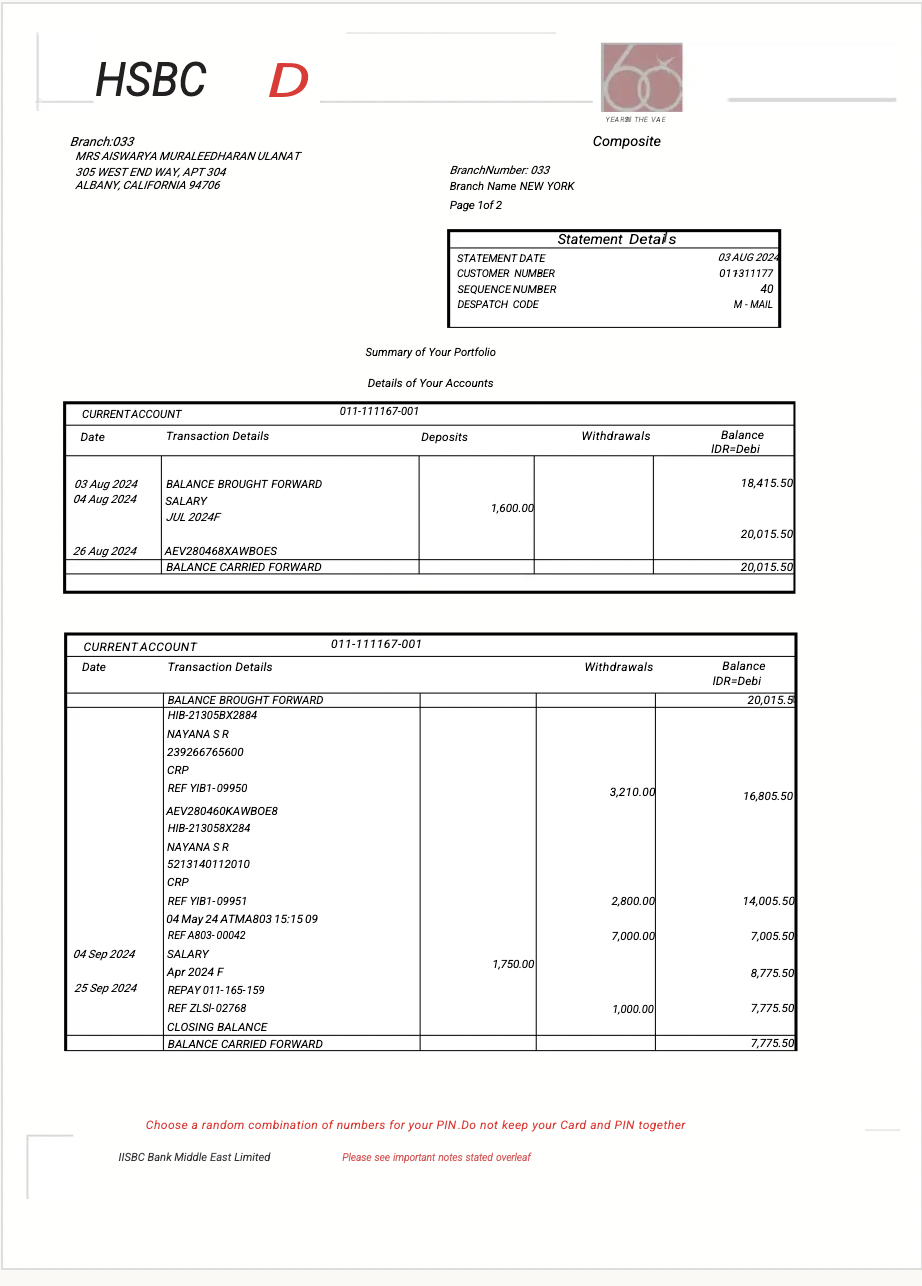 HSBC D
YEARS IN THE VAE
Branch:033
Composite
MRS AISWARYA MURALEEDHARAN ULANAT
305 WEST END WAY, APT 304
ALBANY, CALIFORNIA 94706
BranchNumber: 033
Branch Name NEW YORK
Page 1of 2
Statement Details
STATEMENT DATE 03 AUG 2024
CUSTOMER NUMBER 011311177
SEQUENCE NUMBER 40
DESPATCH CODE M - MAIL
Summary of Your Portfolio
Details of Your Accounts
CURRENT ACCOUNT 011-111167-001
Date Transaction Details Deposits Withdrawals Balance
IDR=Debi
03 Aug 2024 BALANCE BROUGHT FORWARD 18,415.50
04 Aug 2024 SALARY
1,600.00
JUL 2024F
20,015.50
26 Aug 2024 AEV280468XAWBOES
BALANCE CARRIED FORWARD 20,015.50
CURRENT ACCOUNT 011-111167-001
Date Transaction Details Withdrawals Balance
IDR=Debi
BALANCE BROUGHT FORWARD 20,015.5
HIB-21305BX2884
NAYANA S R
239266765600
CRP
REF YIB1-09950 3,210.00 16,805.50
AEV280460KAWBOE8
HIB-213058X284
NAYANA S R
5213140112010
CRP
REF YIB1-09951 2,800.00 14,005.50
04 May 24 ATMA803 15:15 09
REF A803-00042 7,000.00 7,005.50
04 Sep 2024 SALARY
1,750.00
Apr 2024 F 8,775.50
25 Sep 2024 REPAY 011-165-159
REF ZLSI-02768 1,000.00 7,775.50
CLOSING BALANCE
BALANCE CARRIED FORWARD 7,775.50
Choose a random combination of numbers for your PIN.Do not keep your Card and PIN together
IISBC Bank Middle East Limited Please see important notes stated overleaf